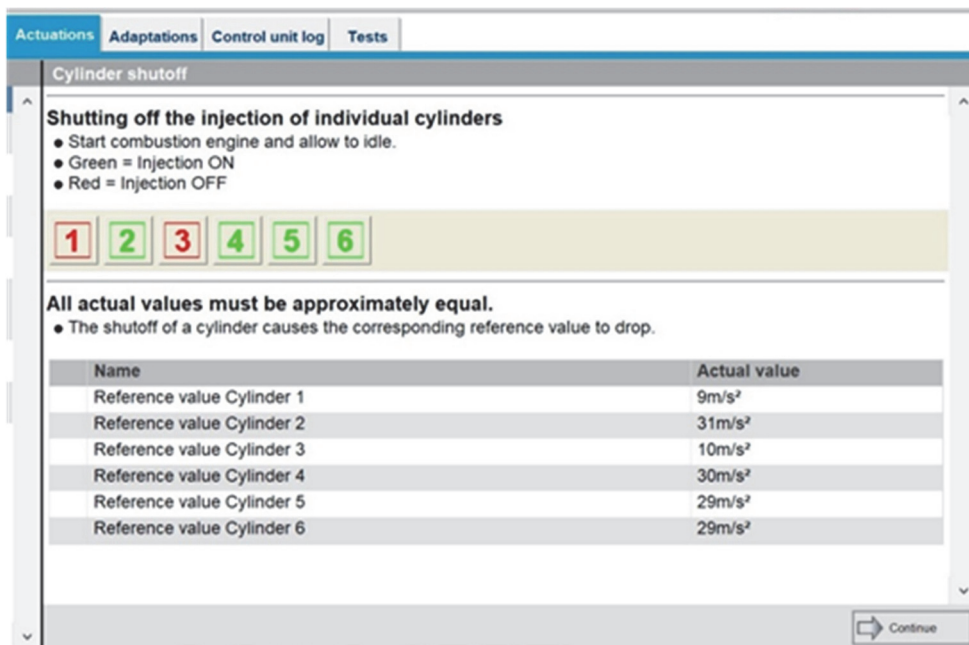 Actuations Adaptations Control unit log Tests
Cylinder shutoff
Shutting off the injection of individual cylinders
● Start combustion engine and allow to idle.
● Green = Injection ON
● Red = Injection OFF
1 2 3 4 5 6
All actual values must be approximately equal.
● The shutoff of a cylinder causes the corresponding reference value to drop.
Name Actual value
Reference value Cylinder 1 9m/s²
Reference value Cylinder 2 31m/s²
Reference value Cylinder 3 10m/s²
Reference value Cylinder 4 30m/s²
Reference value Cylinder 5 29m/s²
Reference value Cylinder 6 29m/s²
Continue